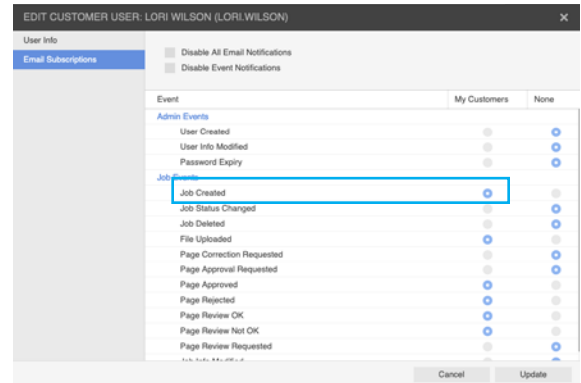 EDIT CUSTOMER USER: LORI WILSON (LORI.WILSON)
User Info
Email Subscriptions
Disable All Email Notifications
Disable Event Notifications
Event My Customers None
Admin Events
User Created
User Info Modified
Password Expiry
Job Events
Job Created
Job Status Changed
Job Deleted
File Uploaded
Page Correction Requested
Page Approval Requested
Page Approved
Page Rejected
Page Review OK
Page Review Not OK
Page Review Requested
Job Info Modified
Cancel Update